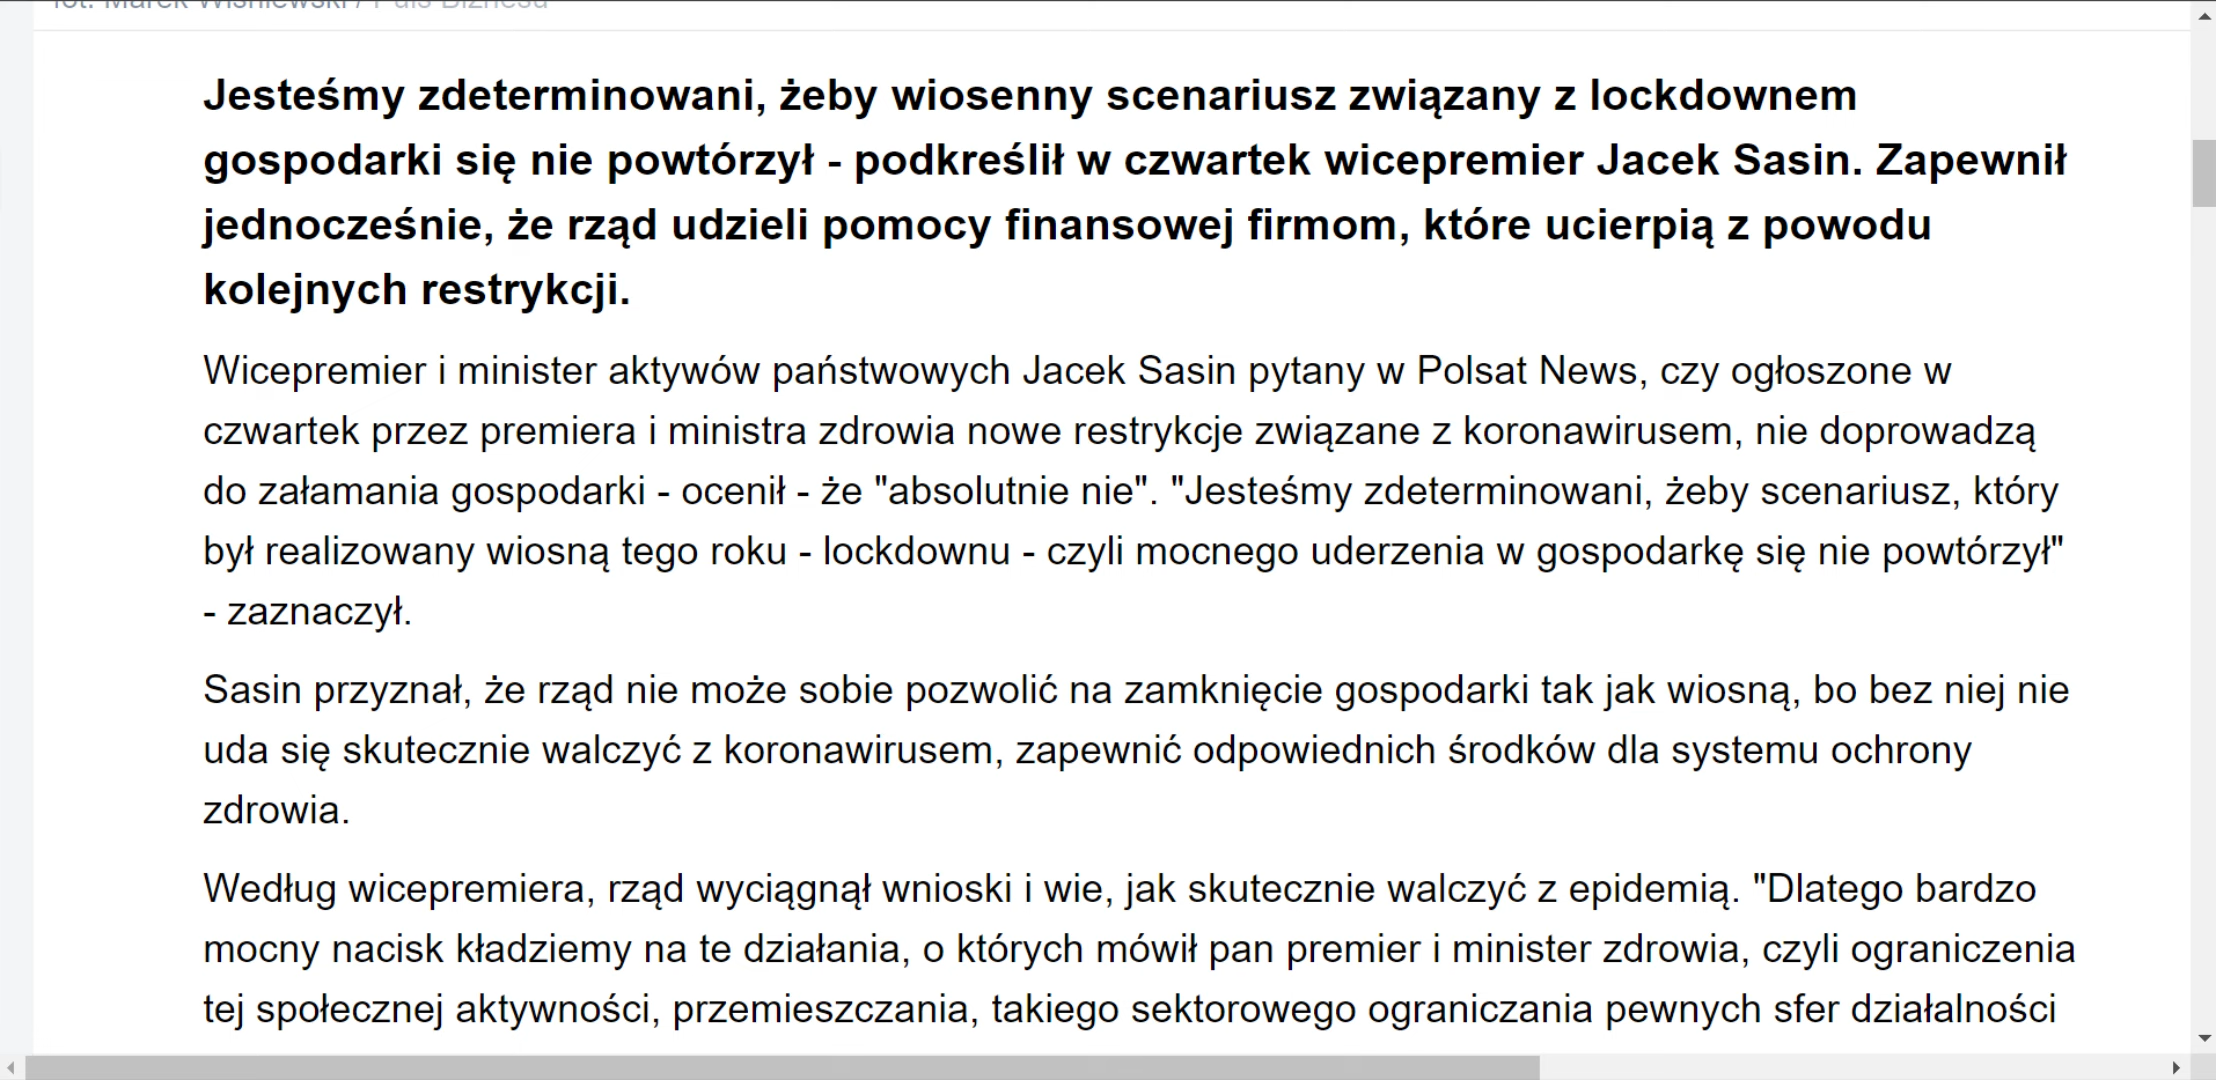 fot. Marek Wiśniewski / Puls Biznesu
Jesteśmy zdeterminowani, żeby wiosenny scenariusz związany z lockdownem
gospodarki się nie powtórzył - podkreślił w czwartek wicepremier Jacek Sasin. Zapewnił
jednocześnie, że rząd udzieli pomocy finansowej firmom, które ucierpią z powodu
kolejnych restrykcji.
Wicepremier i minister aktywów państwowych Jacek Sasin pytany w Polsat News, czy ogłoszone w
czwartek przez premiera i ministra zdrowia nowe restrykcje związane z koronawirusem, nie doprowadzą
do załamania gospodarki - ocenił - że "absolutnie nie". "Jesteśmy zdeterminowani, żeby scenariusz, który
był realizowany wiosną tego roku - lockdownu - czyli mocnego uderzenia w gospodarkę się nie powtórzył"
- zaznaczył.
Sasin przyznał, że rząd nie może sobie pozwolić na zamknięcie gospodarki tak jak wiosną, bo bez niej nie
uda się skutecznie walczyć z koronawirusem, zapewnić odpowiednich środków dla systemu ochrony
zdrowia.
Według wicepremiera, rząd wyciągnął wnioski i wie, jak skutecznie walczyć z epidemią. "Dlatego bardzo
mocny nacisk kładziemy na te działania, o których mówił pan premier i minister zdrowia, czyli ograniczenia
tej społecznej aktywności, przemieszczania, takiego sektorowego ograniczania pewnych sfer działalności